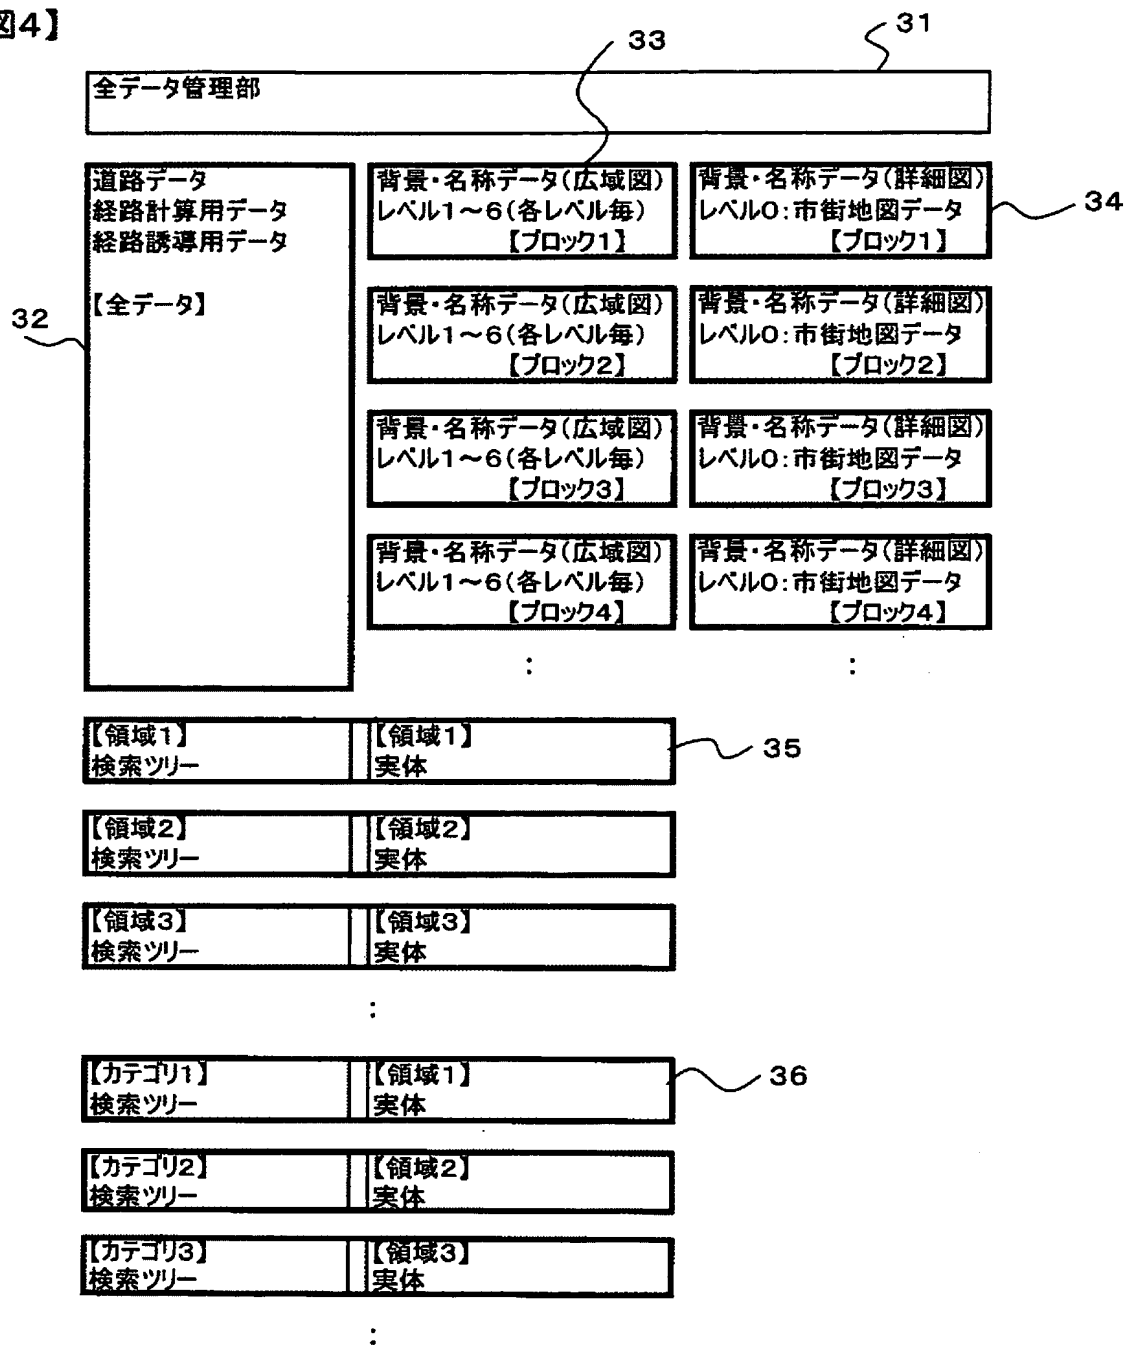 図4】
31
33
全データ管理部
道路データ
経路計算用データ
経路誘導用データ
【全データ】
32
背景・名称データ(広域図)
レベル1～6(各レベル毎)
【ブロック1】
背景・名称データ(詳細図)
レベル0:市街地図データ
【ブロック1】
34
背景・名称データ(広域図)
レベル1～6(各レベル毎)
【ブロック2】
背景・名称データ(詳細図)
レベル0:市街地図データ
【ブロック2】
背景・名称データ(広域図)
レベル1～6(各レベル毎)
【ブロック3】
背景・名称データ(詳細図)
レベル0:市街地図データ
【ブロック3】
背景・名称データ(広域図)
レベル1～6(各レベル毎)
【ブロック4】
背景・名称データ(詳細図)
レベル0:市街地図データ
【ブロック4】
:
:
【領域1】
検索ツリー
【領域1】
実体
35
【領域2】
検索ツリー
【領域2】
実体
【領域3】
検索ツリー
【領域3】
実体
:
【カテゴリ1】
検索ツリー
【領域1】
実体
36
【カテゴリ2】
検索ツリー
【領域2】
実体
【カテゴリ3】
検索ツリー
【領域3】
実体
: